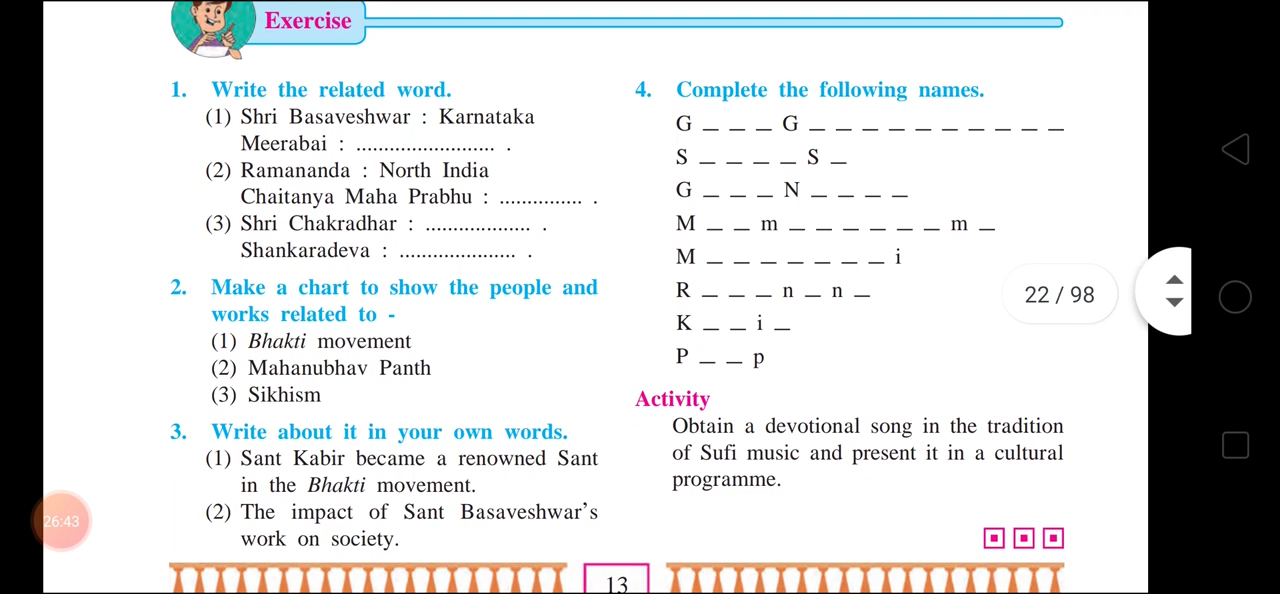 Exercise
1. Write the related word.
(1) Shri Basaveshwar : Karnataka
Meerabai : ......................... .
(2) Ramananda : North India
Chaitanya Maha Prabhu : ............... .
(3) Shri Chakradhar : ................... .
Shankaradeva : ..................... .
2. Make a chart to show the people and
works related to -
(1) Bhakti movement
(2) Mahanubhav Panth
(3) Sikhism
3. Write about it in your own words.
(1) Sant Kabir became a renowned Sant
in the Bhakti movement.
(2) The impact of Sant Basaveshwar's
work on society.
4. Complete the following names.
G _ _ _ G _ _ _ _ _ _ _ _ _ _
S _ _ _ _ S _
G _ _ _ N _ _ _ _
M _ _ m _ _ _ _ _ _ m _
M _ _ _ _ _ _ _ i
R _ _ _ n _ n _
K _ _ i _
P _ _ p
Activity
Obtain a devotional song in the tradition
of Sufi music and present it in a cultural
programme.
22 / 98
26:43
13